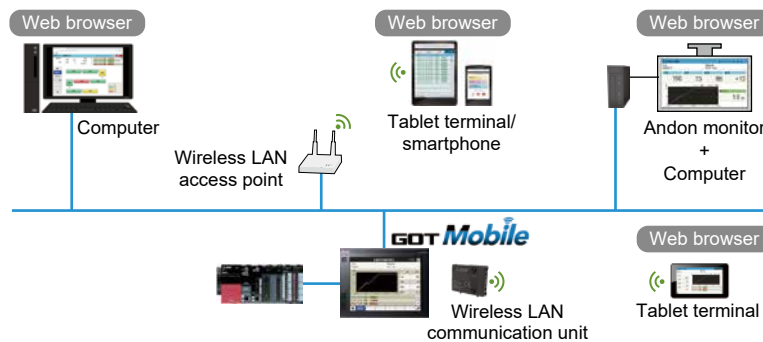 Web browser
Web browser
Web browser
Computer
Tablet terminal/
smartphone
Andon monitor
+
Computer
Wireless LAN
access point
GOT Mobile
Web browser
Wireless LAN
communication unit
Tablet terminal